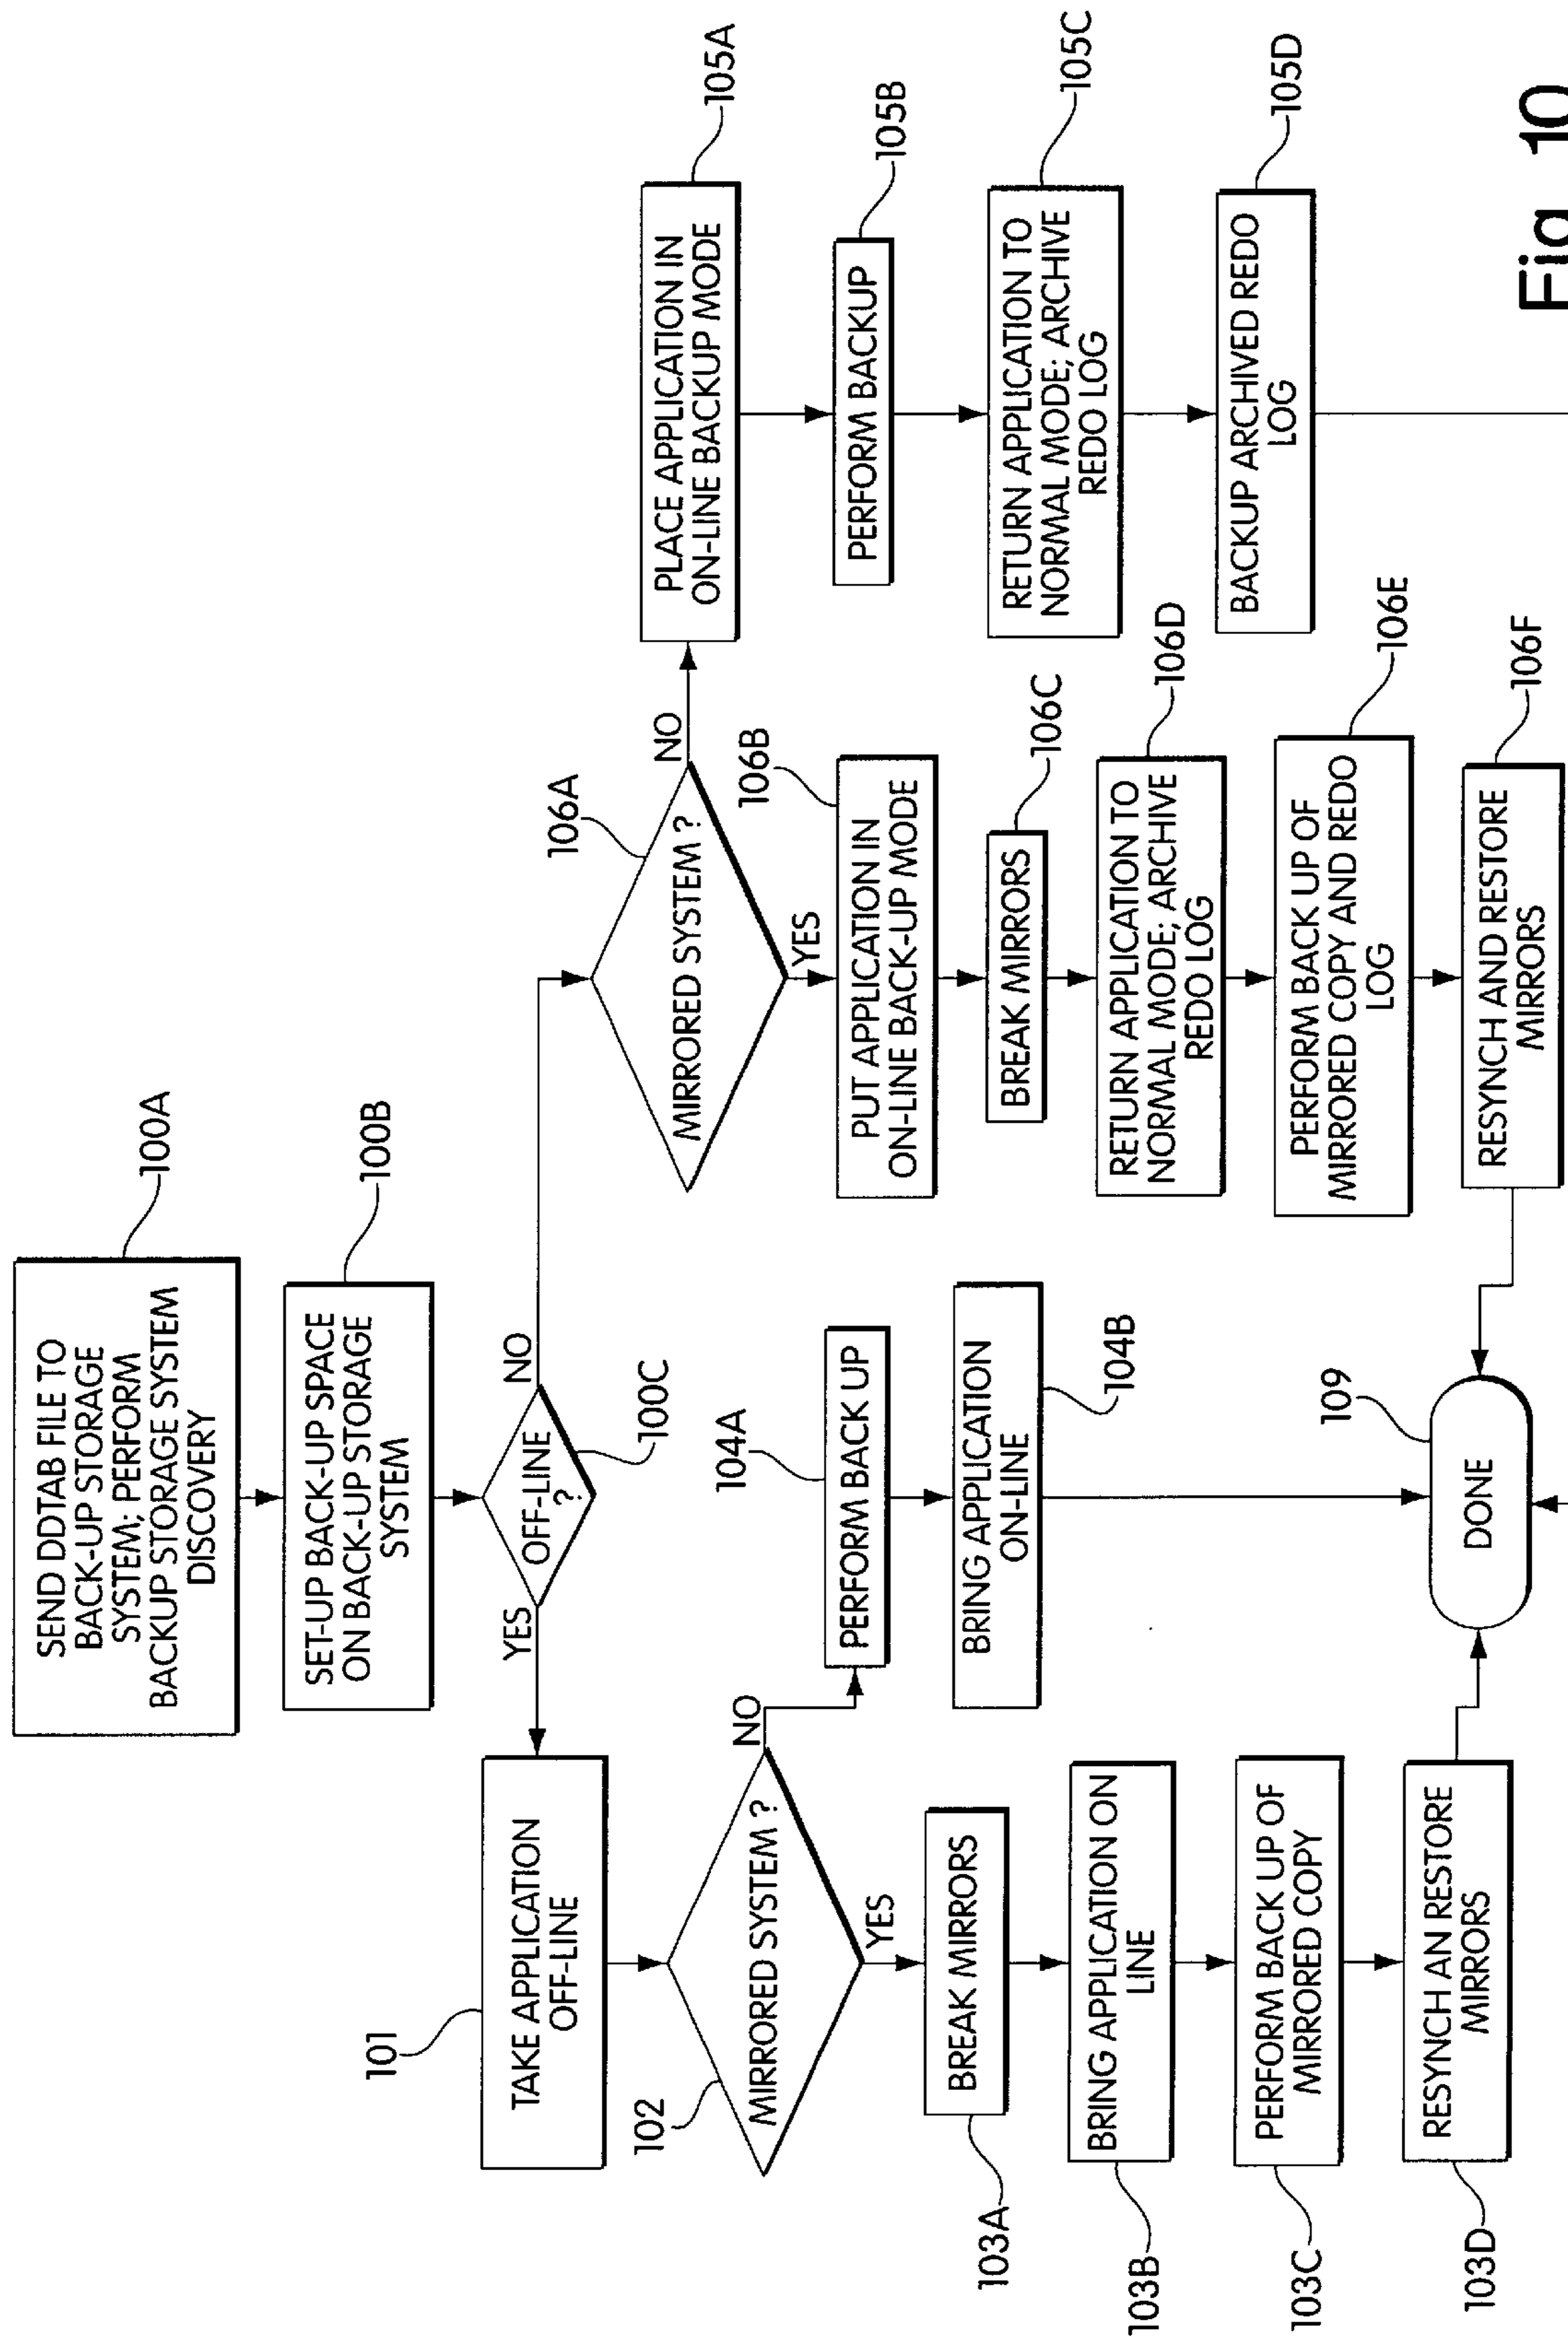 SEND DDTAB FILE TO
BACK-UP STORAGE
SYSTEM; PERFORM
BACKUP STORAGE SYSTEM
DISCOVERY
100A
SET-UP BACK-UP SPACE
ON BACK-UP STORAGE
SYSTEM
100B
OFF-LINE
?
100C
YES
NO
101
TAKE APPLICATION
OFF-LINE
102
MIRRORED SYSTEM ?
NO
YES
103A
BREAK MIRRORS
103B
BRING APPLICATION ON
LINE
103C
PERFORM BACK UP OF
MIRRORED COPY
103D
RESYNCH AN RESTORE
MIRRORS
104A
PERFORM BACK UP
BRING APPLICATION
ON-LINE
104B
109
DONE
106A
MIRRORED SYSTEM ?
NO
YES
106B
PUT APPLICATION IN
ON-LINE BACK-UP MODE
106C
BREAK MIRRORS
106D
RETURN APPLICATION TO
NORMAL MODE; ARCHIVE
REDO LOG
106E
PERFORM BACK UP OF
MIRRORED COPY AND REDO
LOG
106F
RESYNCH AND RESTORE
MIRRORS
105A
PLACE APPLICATION IN
ON-LINE BACKUP MODE
105B
PERFORM BACKUP
105C
RETURN APPLICATION TO
NORMAL MODE; ARCHIVE
REDO LOG
105D
BACKUP ARCHIVED REDO
LOG
Fig 10